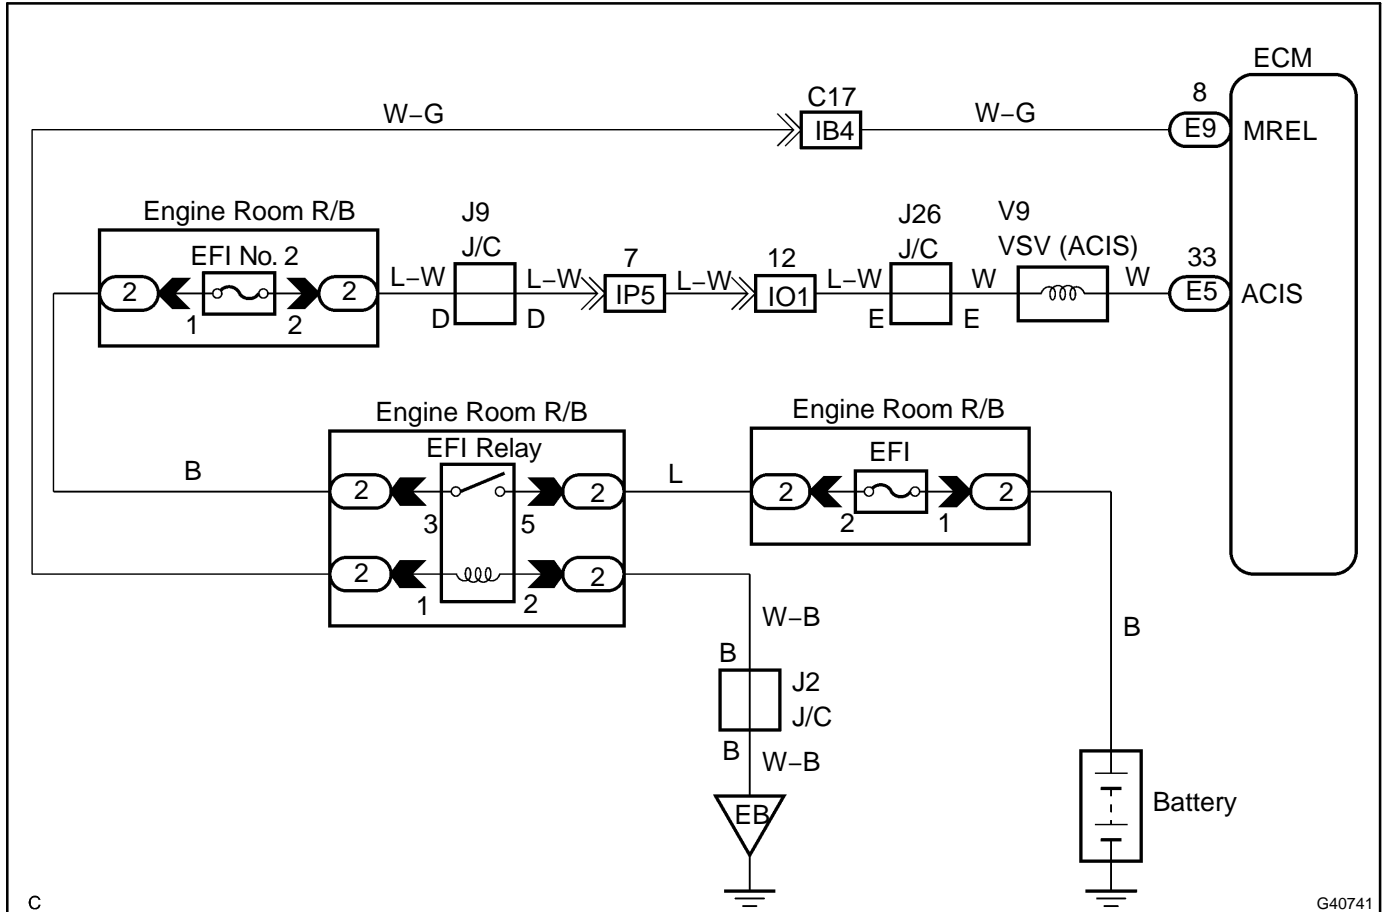 ECM
C17
8
W–G
W–G
IB4
E9
MREL
Engine Room R/B
J9
J/C
J26
J/C
V9
VSV (ACIS)
EFI No. 2
7
12
33
2
2
L–W
L–W
IP5
L–W
IO1
L–W
W
W
E5
ACIS
1
2
D
D
E
E
Engine Room R/B
Engine Room R/B
EFI Relay
EFI
B
2
2
L
2
2
3
5
2
1
2
2
1
2
W–B
B
B
J2
J/C
B
W–B
EB
Battery
C
G40741